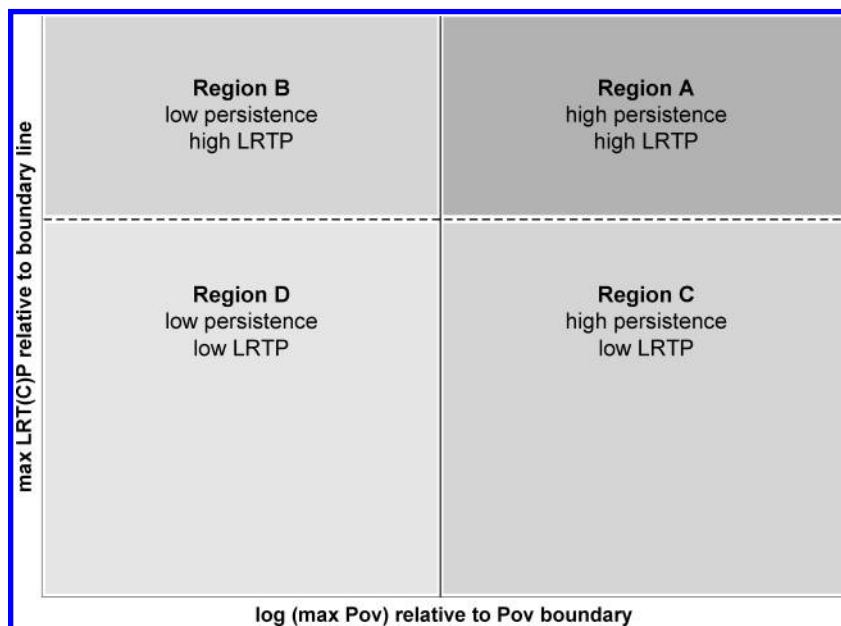 max LRT(C)P relative to boundary line
Region B
low persistence
high LRTP
Region A
high persistence
high LRTP
Region D
low persistence
low LRTP
Region C
high persistence
low LRTP
log (max Pov) relative to Pov boundary